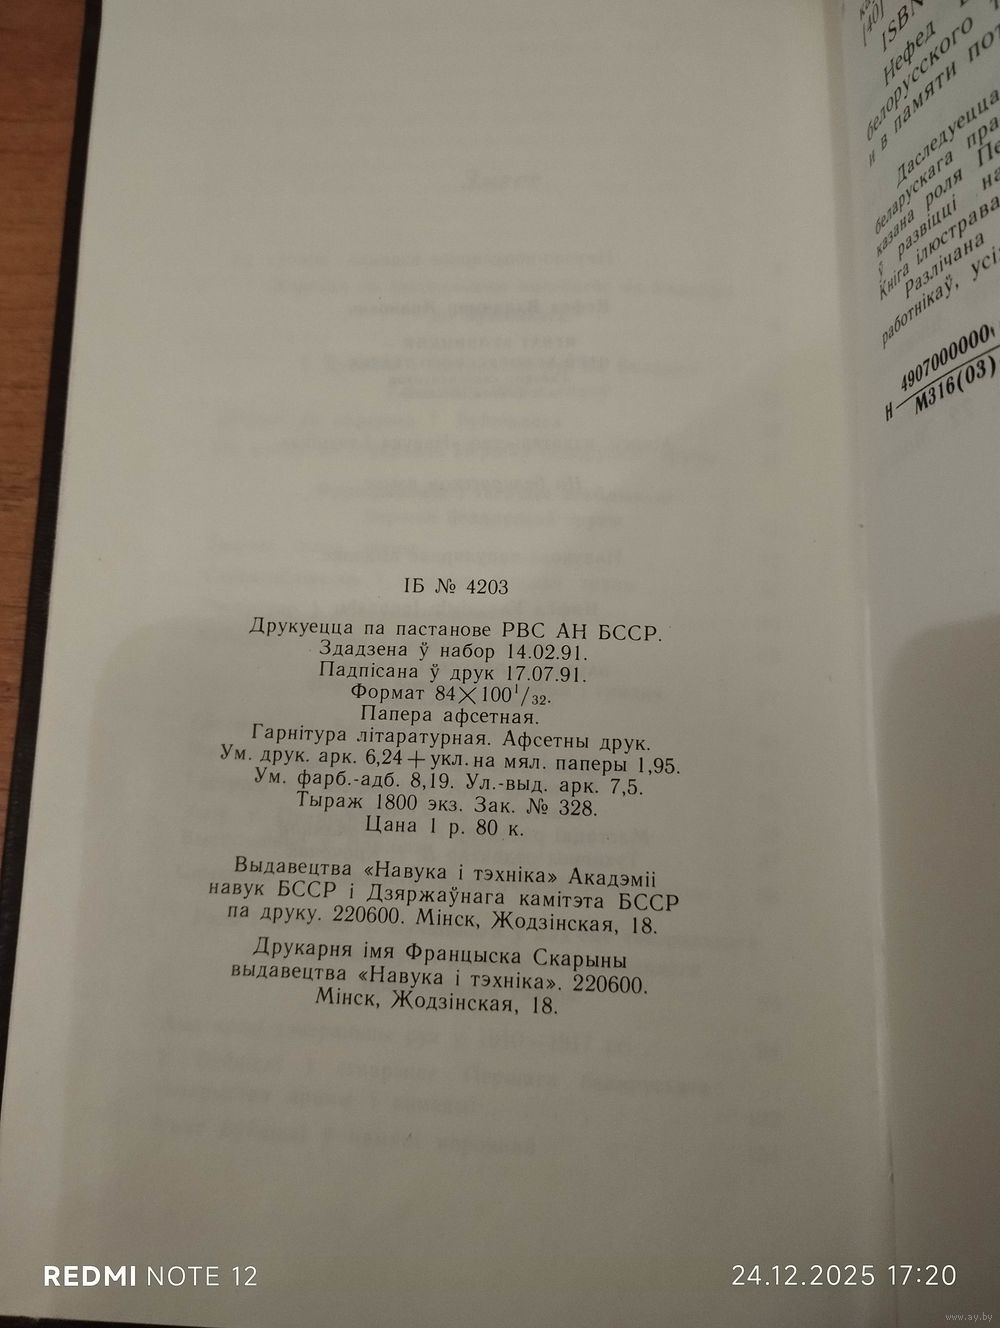 ІБ № 4203
Друкуецца па пастанове РВС АН БССР.
Здадзена ў набор 14.02.91.
Падпісана ў друк 17.07.91.
Формат 84×100¹/₃₂.
Папера афсетная.
Гарнітура літаратурная. Афсетны друк.
Ум. друк. арк. 6,24+укл. на мял. паперы 1,95.
Ум. фарб.-адб. 8,19. Ул.-выд. арк. 7,5.
Тыраж 1800 экз. Зак. № 328.
Цана 1 р. 80 к.
Выдавецтва «Навука і тэхніка» Акадэміі
навук БССР і Дзяржаўнага камітэта БССР
па друку. 220600. Мінск, Жодзінская, 18.
Друкарня імя Францыска Скарыны
выдавецтва «Навука і тэхніка». 220600.
Мінск, Жодзінская, 18.
[40]
ISBN
Нефед
белорусского
и в памяти
Даследуецца
беларускага
казана роля
ў развіцці
Кніга
Разлічана
работнікаў,
Н 4907000000
М316(03)
REDMI NOTE 12
24.12.2025 17:20
www.ay.by